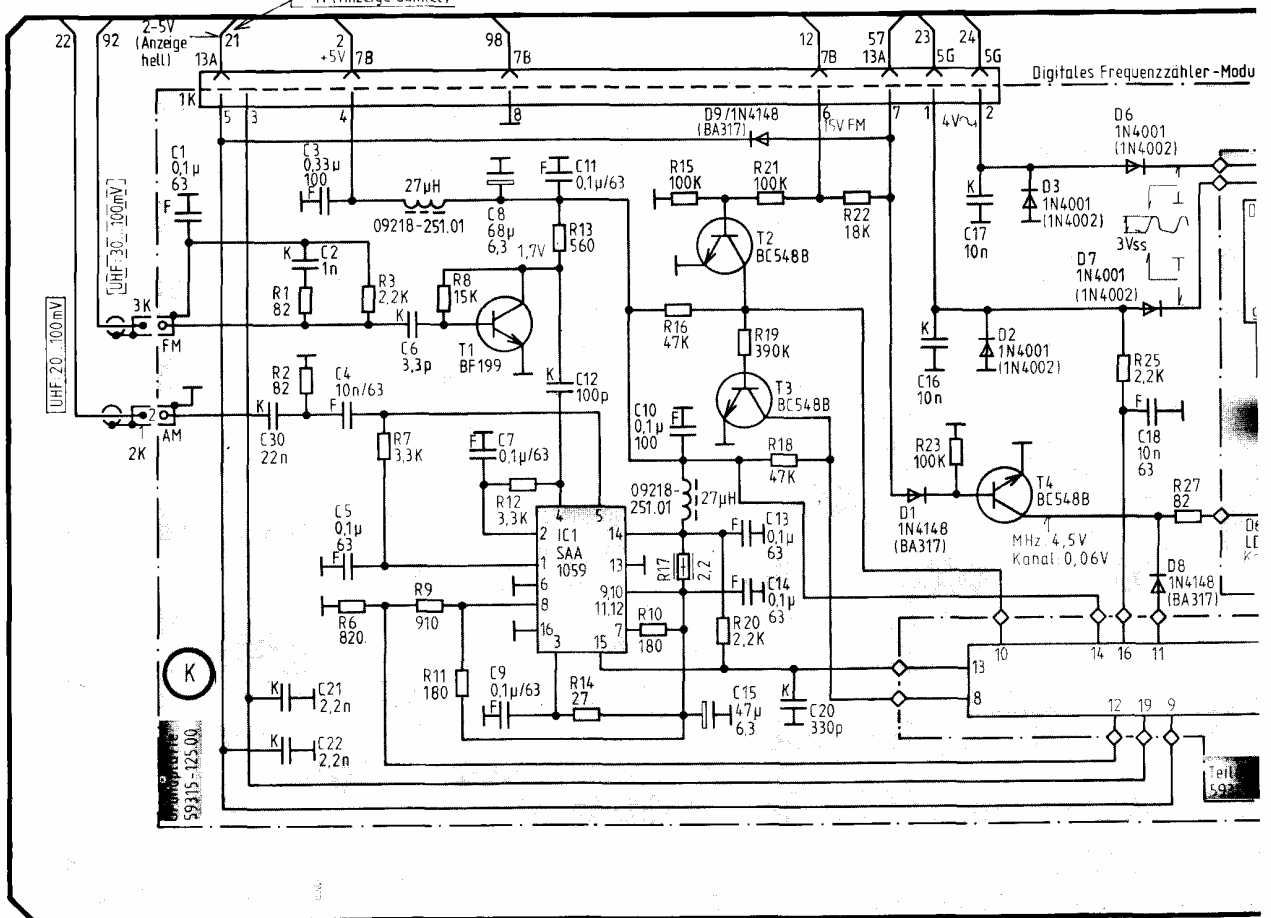 22
92
2-5V
(Anzeige
hell)
21
13A
2
+5V
7B
98
7B
12
7B
57
13A
23
5G
24
5G
Digitales Frequenzzähler-Modu
1K
5
3
4
8
6
7
1
2
D9/1N4148
(BA317)
15V FM
4V~
D6
1N4001
(1N4002)
C1
0,1µ
63
F
C3
0,33µ
100
F
27µH
09218-251.01
C8
68µ
6,3
F
C11
0,1µ/63
R13
560
R15
100K
R21
100K
R22
18K
T2
BC548B
K
C17
10n
D3
1N4001
(1N4002)
3Vss
D7
1N4001
(1N4002)
UHF: 30...100mV
UHF: 20...100mV
K
C2
1n
R1
82
R3
2,2K
R8
15K
1,7V
K
C6
3,3p
T1
BF199
3K
FM
R16
47K
R19
390K
K
C16
10n
D2
1N4001
(1N4002)
R25
2,2K
R2
82
C4
10n/63
F
K
C12
100p
T3
BC548B
F
C18
10n
63
2
1
2K
AM
K
C30
22n
R7
3,3K
F
C7
0,1µ/63
C10
0,1µ
100
F
R18
47K
R23
100K
T4
BC548B
R27
82
R12
3,3K
09218-
251.01
27µH
D1
1N4148
(BA317)
MHz: 4,5V
Kanal: 0,06V
C5
0,1µ
63
F
4
5
2
IC1
SAA
1059
14
1
13
6
8
9,10
11,12
16
7
3
15
R17
2,2
F
C13
0,1µ
63
F
C14
0,1µ
63
D8
1N4148
(BA317)
R6
820
R9
910
R10
180
R20
2,2K
10
14
16
11
K
R11
180
C9
0,1µ/63
F
R14
27
C15
47µ
6,3
K
C20
330p
13
8
12
19
9
K
C21
2,2n
K
C22
2,2n
59315-125.00
Teil